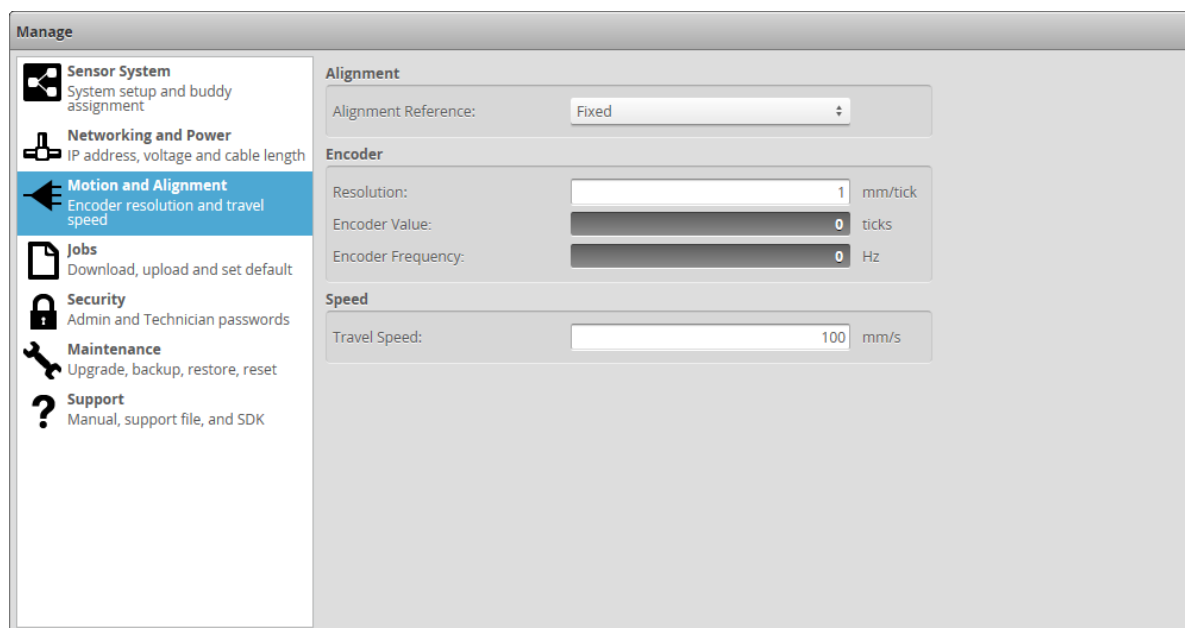 Manage
Sensor System
System setup and buddy
assignment
Networking and Power
IP address, voltage and cable length
Motion and Alignment
Encoder resolution and travel
speed
Jobs
Download, upload and set default
Security
Admin and Technician passwords
Maintenance
Upgrade, backup, restore, reset
Support
Manual, support file, and SDK
Alignment
Alignment Reference: Fixed
Encoder
Resolution: 1 mm/tick
Encoder Value: 0 ticks
Encoder Frequency: 0 Hz
Speed
Travel Speed: 100 mm/s